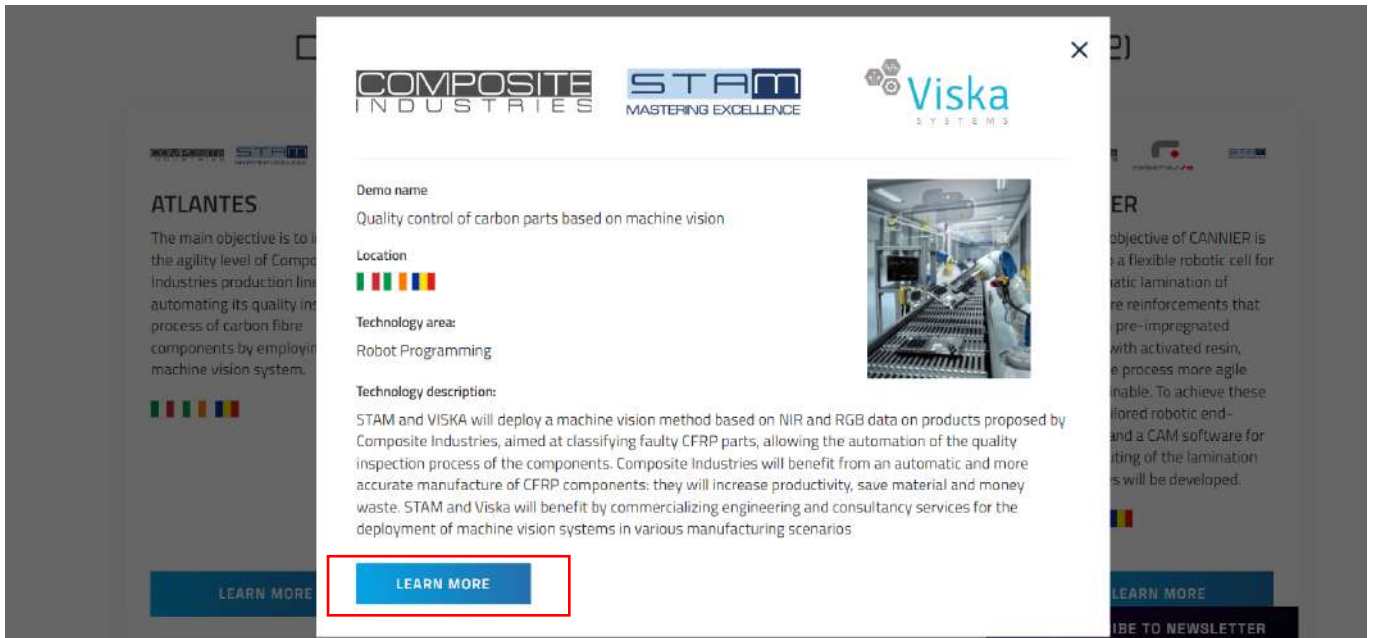 2)
COMPOSITE
INDUSTRIES
STAM
MASTERING EXCELLENCE
Viska
SYSTEMS
STAM
ATLANTES
The main objective is to
the agility level of Compo
Industries production line
automating its quality ins
process of carbon fibre
components by employin
machine vision system.
LEARN MORE
Demo name
Quality control of carbon parts based on machine vision
Location
Technology area:
Robot Programming
Technology description:
STAM and VISKA will deploy a machine vision method based on NIR and RGB data on products proposed by
Composite Industries, aimed at classifying faulty CFRP parts, allowing the automation of the quality
inspection process of the components. Composite Industries will benefit from an automatic and more
accurate manufacture of CFRP components: they will increase productivity, save material and money
waste. STAM and Viska will benefit by commercializing engineering and consultancy services for the
deployment of machine vision systems in various manufacturing scenarios
LEARN MORE
ER
objective of CANNIER is
a flexible robotic cell for
atic lamination of
re reinforcements that
pre-impregnated
with activated resin,
e process more agile
inable. To achieve these
ilored robotic end-
and a CAM software for
uting of the lamination
s will be developed.
LEARN MORE
IBE TO NEWSLETTER